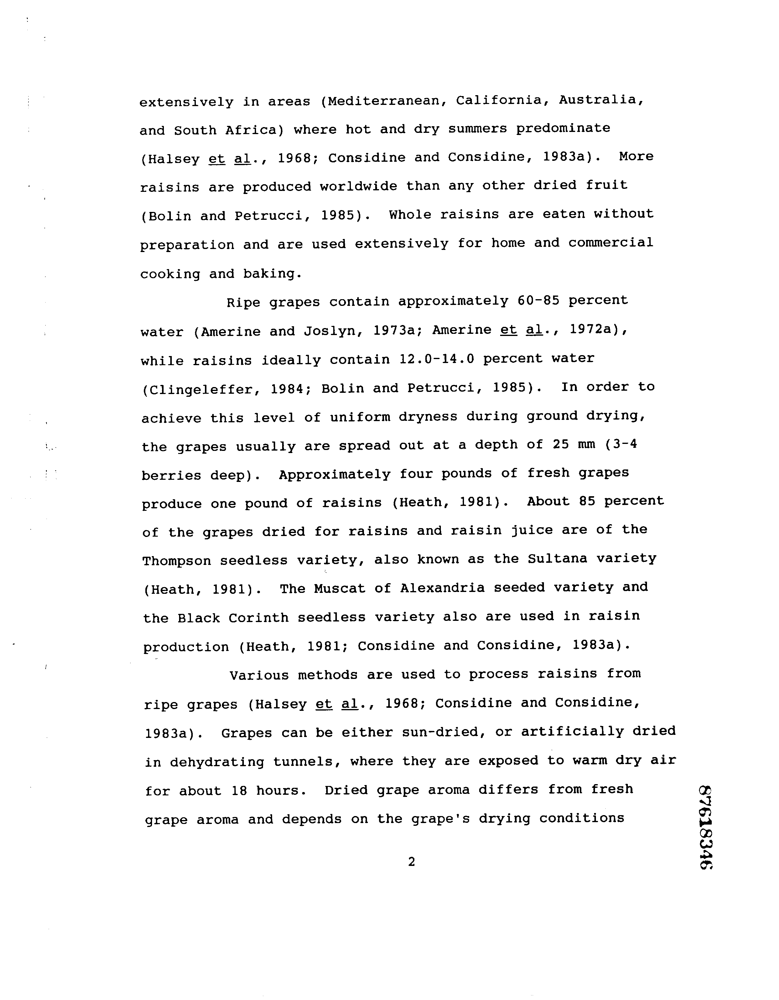 extensively in areas (Mediterranean, California, Australia,
and South Africa) where hot and dry summers predominate
(Halsey et al., 1968; Considine and Considine, 1983a). More
raisins are produced worldwide than any other dried fruit
(Bolin and Petrucci, 1985). Whole raisins are eaten without
preparation and are used extensively for home and commercial
cooking and baking.
Ripe grapes contain approximately 60-85 percent
water (Amerine and Joslyn, 1973a; Amerine et al., 1972a),
while raisins ideally contain 12.0-14.0 percent water
(Clingeleffer, 1984; Bolin and Petrucci, 1985). In order to
achieve this level of uniform dryness during ground drying,
the grapes usually are spread out at a depth of 25 mm (3-4
berries deep). Approximately four pounds of fresh grapes
produce one pound of raisins (Heath, 1981). About 85 percent
of the grapes dried for raisins and raisin juice are of the
Thompson seedless variety, also known as the Sultana variety
(Heath, 1981). The Muscat of Alexandria seeded variety and
the Black Corinth seedless variety also are used in raisin
production (Heath, 1981; Considine and Considine, 1983a).
Various methods are used to process raisins from
ripe grapes (Halsey et al., 1968; Considine and Considine,
1983a). Grapes can be either sun-dried, or artificially dried
in dehydrating tunnels, where they are exposed to warm dry air
for about 18 hours. Dried grape aroma differs from fresh
grape aroma and depends on the grape's drying conditions
2
87618346